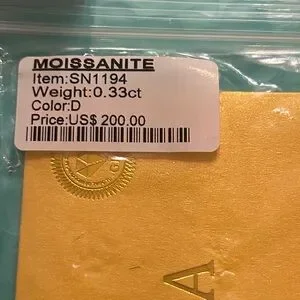 MOISSANITE
Item:SN1194
Weight:0.33ct
Color:D
Price:US$ 200.00
A